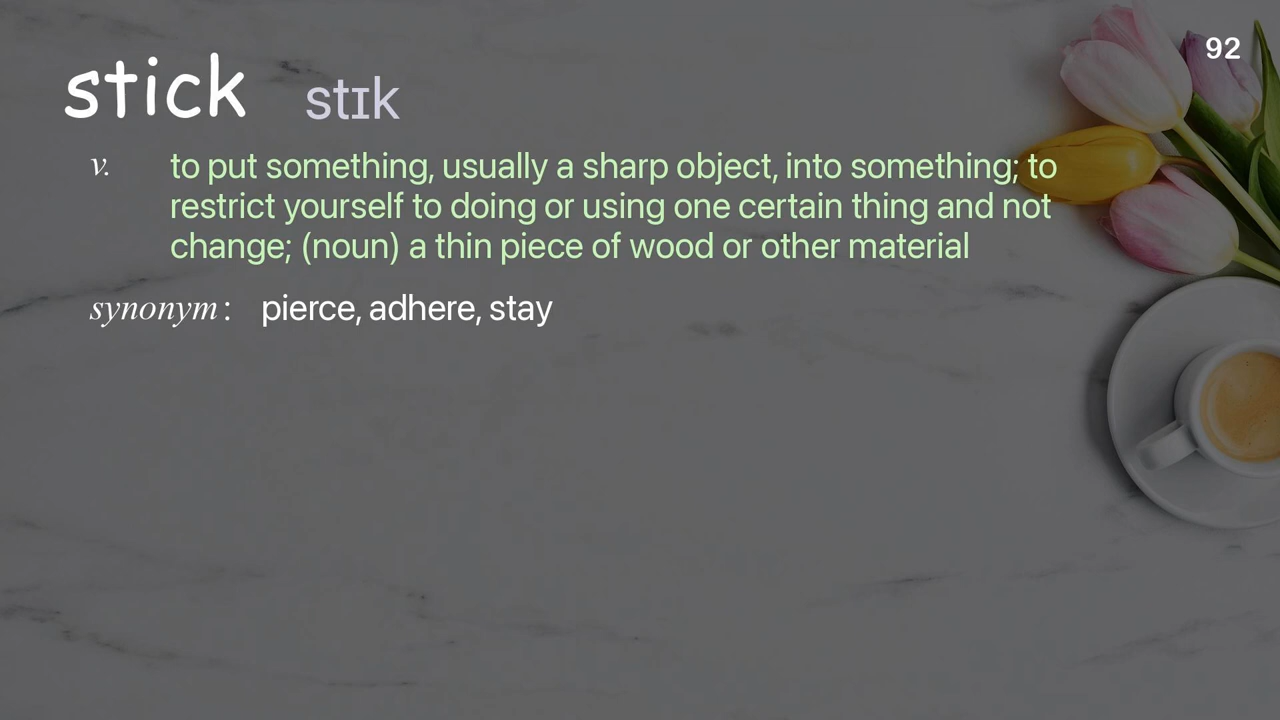 92
stick stɪk
v. to put something, usually a sharp object, into something; to
restrict yourself to doing or using one certain thing and not
change; (noun) a thin piece of wood or other material
synonym: pierce, adhere, stay